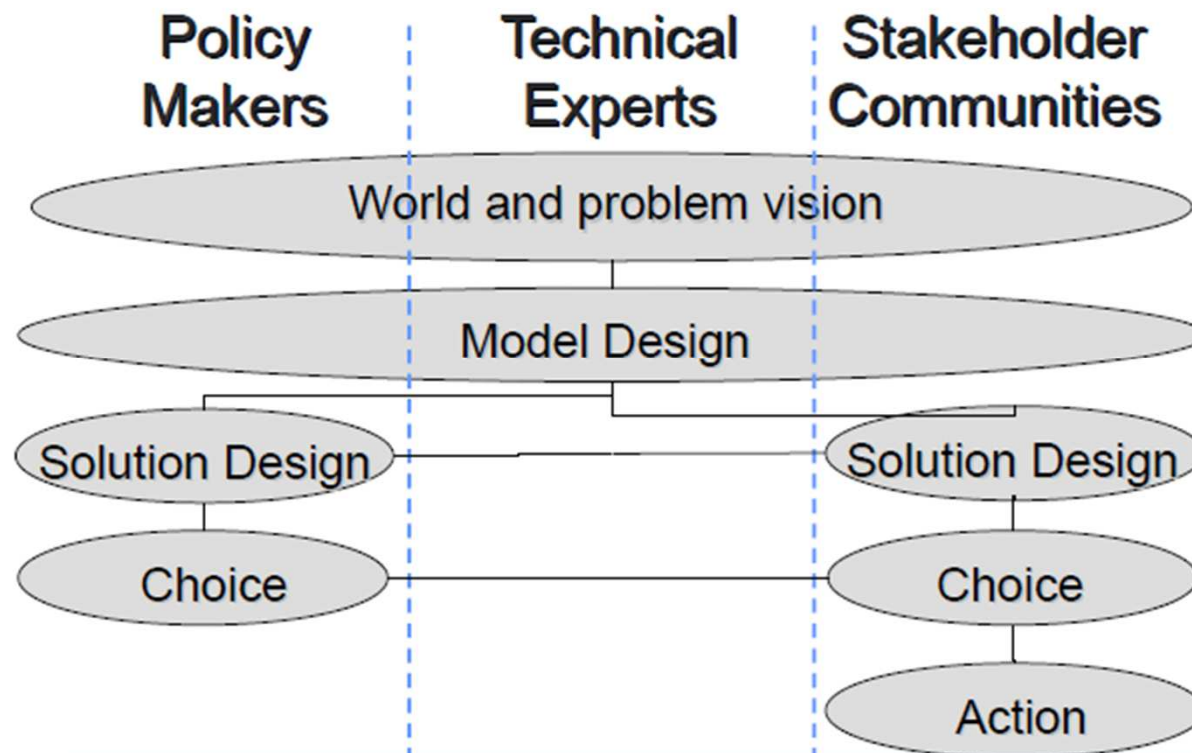 Policy
Makers
Technical
Experts
Stakeholder
Communities
World and problem vision
Model Design
Solution Design
Solution Design
Choice
Choice
Action